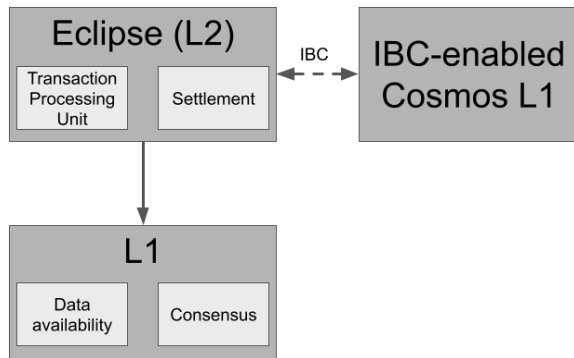 Eclipse (L2)
Transaction
Processing
Unit
Settlement
IBC
IBC-enabled
Cosmos L1
L1
Data
availability
Consensus